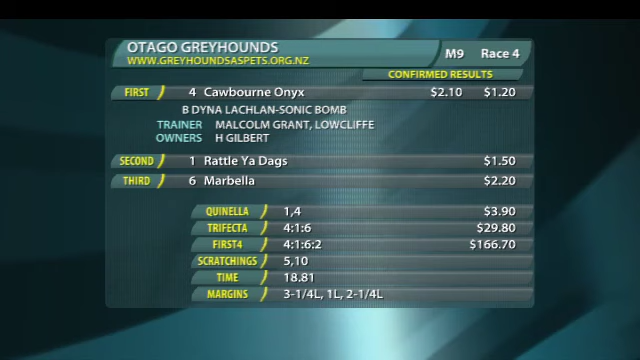 OTAGO GREYHOUNDS
WWW.GREYHOUNDSASPETS.ORG.NZ
M9 Race 4
CONFIRMED RESULTS
FIRST 4 Cawbourne Onyx $2.10 $1.20
B DYNA LACHLAN-SONIC BOMB
TRAINER MALCOLM GRANT, LOWCLIFFE
OWNERS H GILBERT
SECOND 1 Rattle Ya Dags $1.50
THIRD 6 Marbella $2.20
QUINELLA 1,4 $3.90
TRIFECTA 4:1:6 $29.80
FIRST4 4:1:6:2 $166.70
SCRATCHINGS 5,10
TIME 18.81
MARGINS 3-1/4L, 1L, 2-1/4L